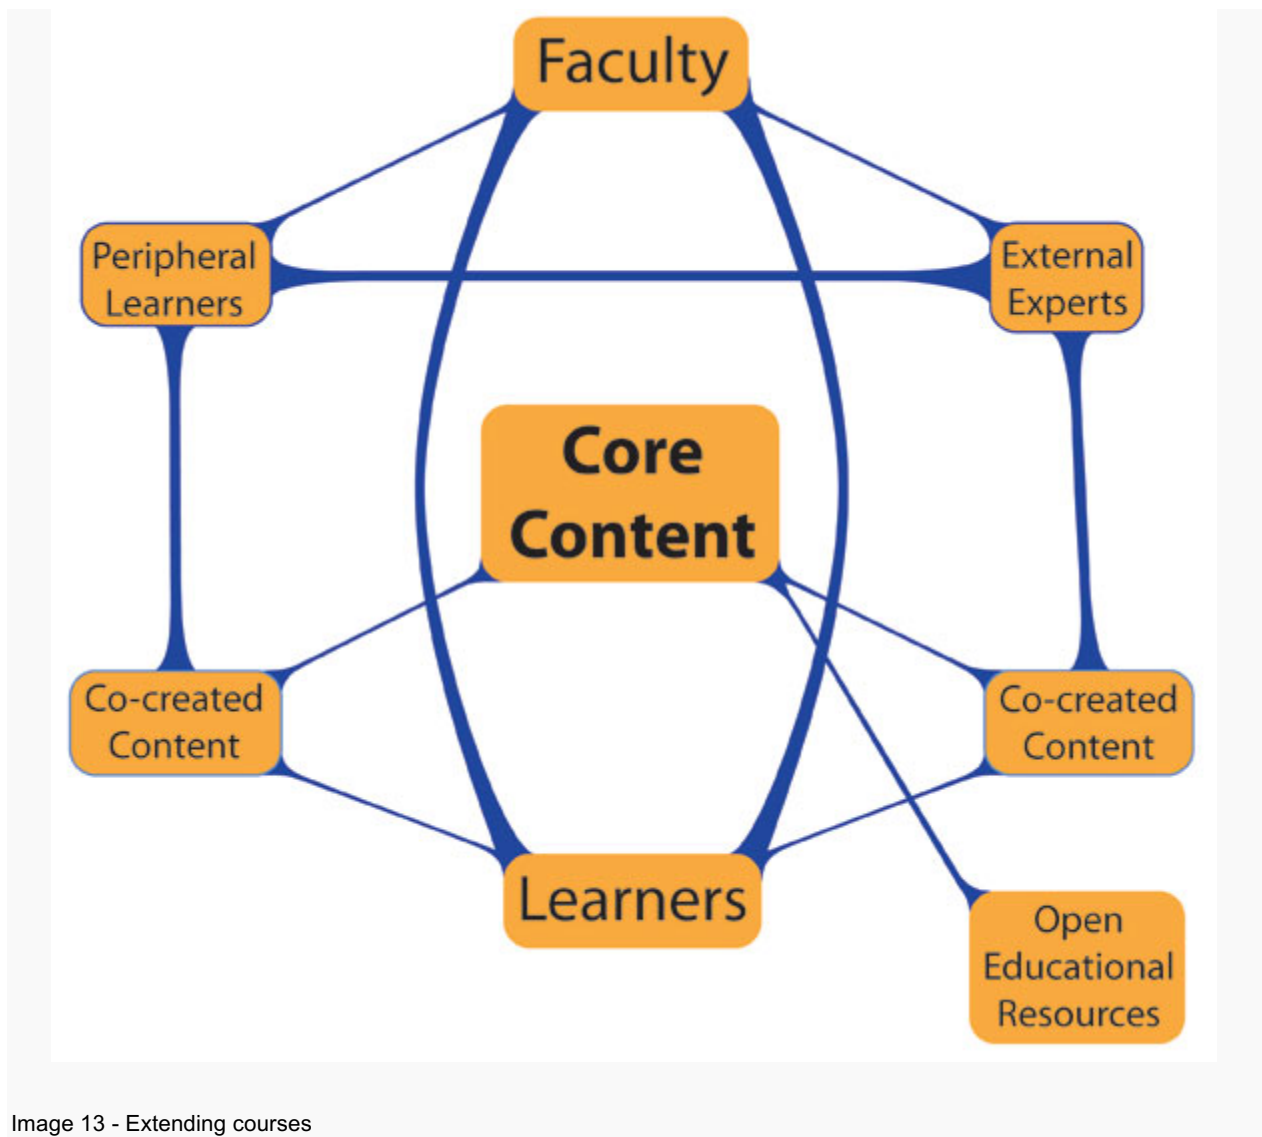 Faculty
Peripheral
Learners
External
Experts
Core
Content
Co-created
Content
Co-created
Content
Learners
Open
Educational
Resources
Image 13 - Extending courses